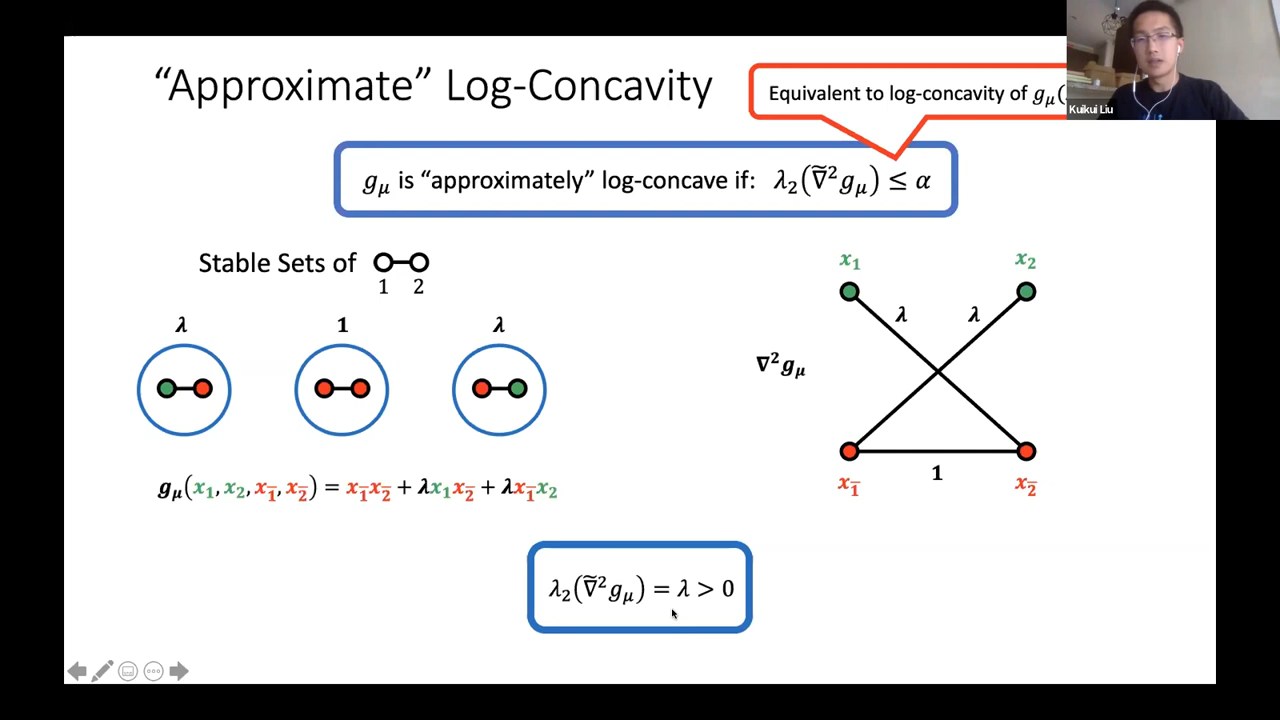 “Approximate” Log-Concavity
Equivalent to log-concavity of g_μ(
Kuikui Liu
g_μ is “approximately” log-concave if: λ₂(∇̃²g_μ) ≤ α
Stable Sets of
1 2
λ 1 λ
g_μ(x₁, x₂, x_1̄, x_2̄) = x_1̄x_2̄ + λx₁x_2̄ + λx_1̄x₂
x₁ x₂
λ λ
∇²g_μ
1
x_1̄ x_2̄
λ₂(∇̃²g_μ) = λ > 0